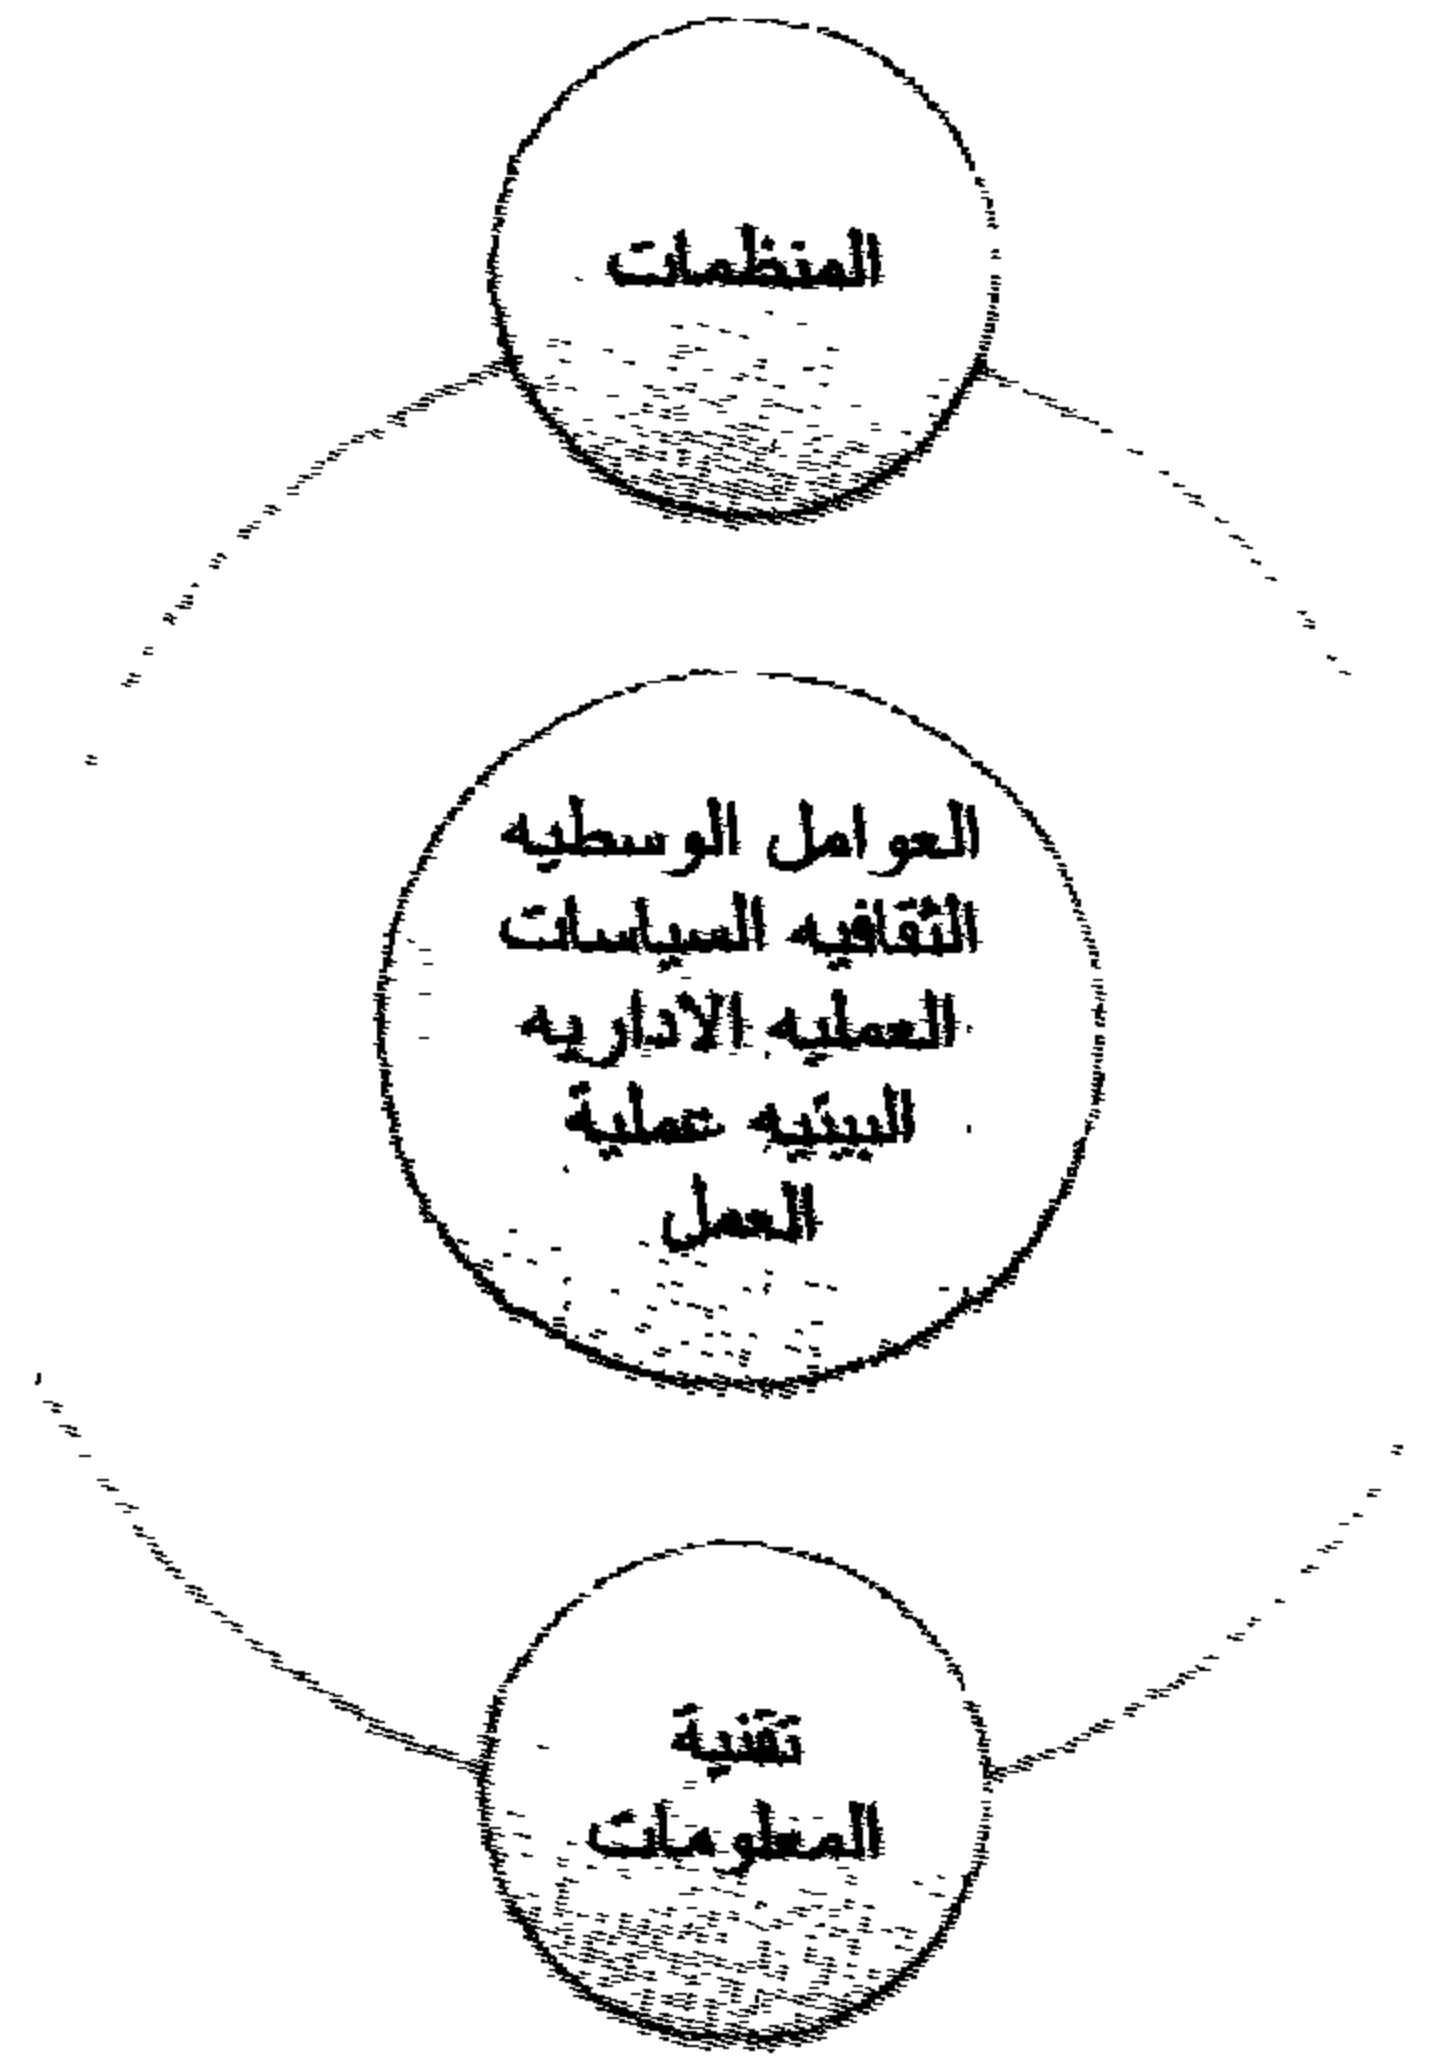 المنظمات
العوامل الوسطيه
الثقافيه السياسات
العمليه الاداريه
البيئيه عملية
العمل
تقنية
المعلومات